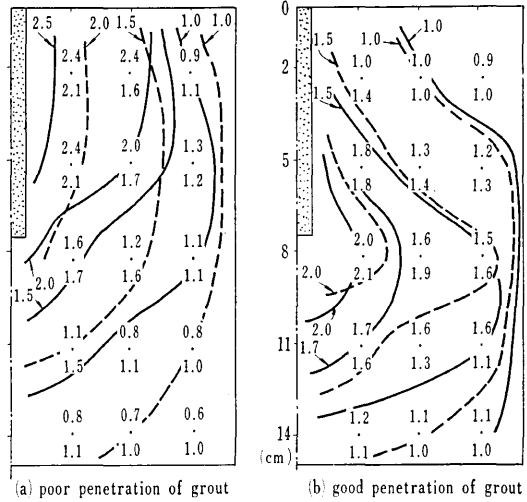 2.5 2.0 1.5 1.0 1.0
2.4 2.4 0.9
2.1 1.6 1.1
2.4 2.0 1.3
2.1 1.7 1.2
1.6 1.2 1.1
1.7 1.6 1.1
2.0
1.5
1.1 0.8 0.8
1.5 1.1 1.0
0.8 0.7 0.6
1.1 1.0 1.0
(a) poor penetration of grout
0
2
5
8
11
14
(cm)
1.0
1.5 1.0
1.0 1.0 0.9
1.5 1.4 1.0 1.0
1.8 1.3 1.2
1.8 1.4 1.3
2.0 1.6 1.5
2.0 2.1 1.9 1.6
2.0
1.7 1.6 1.6
1.7 1.6 1.3 1.1
1.2 1.1 1.1
1.1 1.0 1.0
(b) good penetration of grout